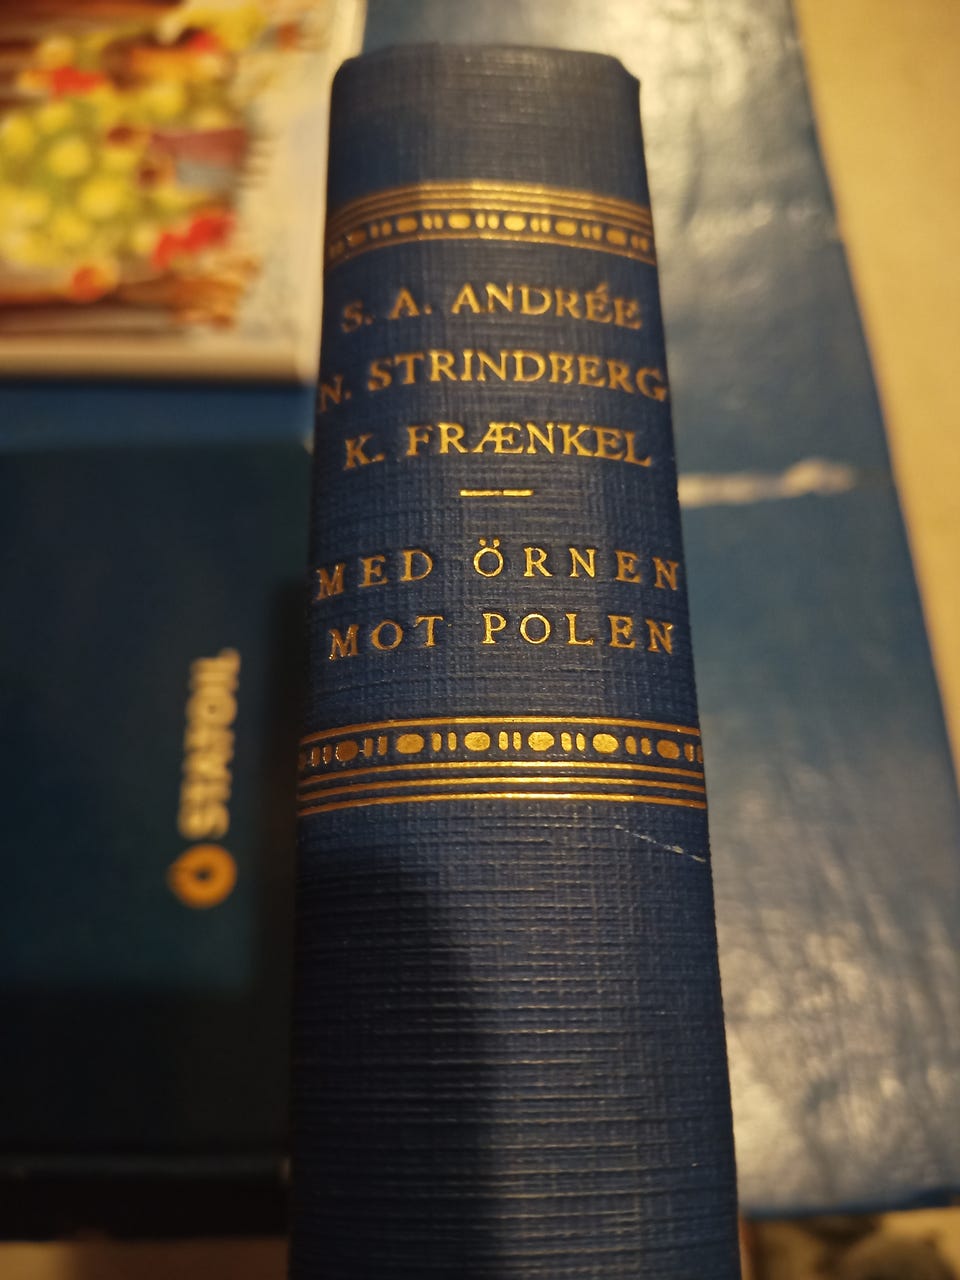 S. A. ANDRÉE
N. STRINDBERG
K. FRÆNKEL
MED ÖRNEN
MOT POLEN
STATOIL